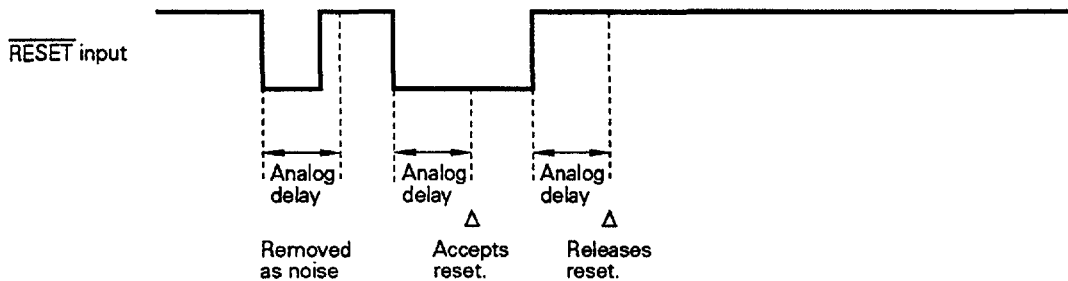 RESET input
Analog
delay
Analog
delay
Analog
delay
Δ
Δ
Removed
as noise
Accepts
reset.
Releases
reset.